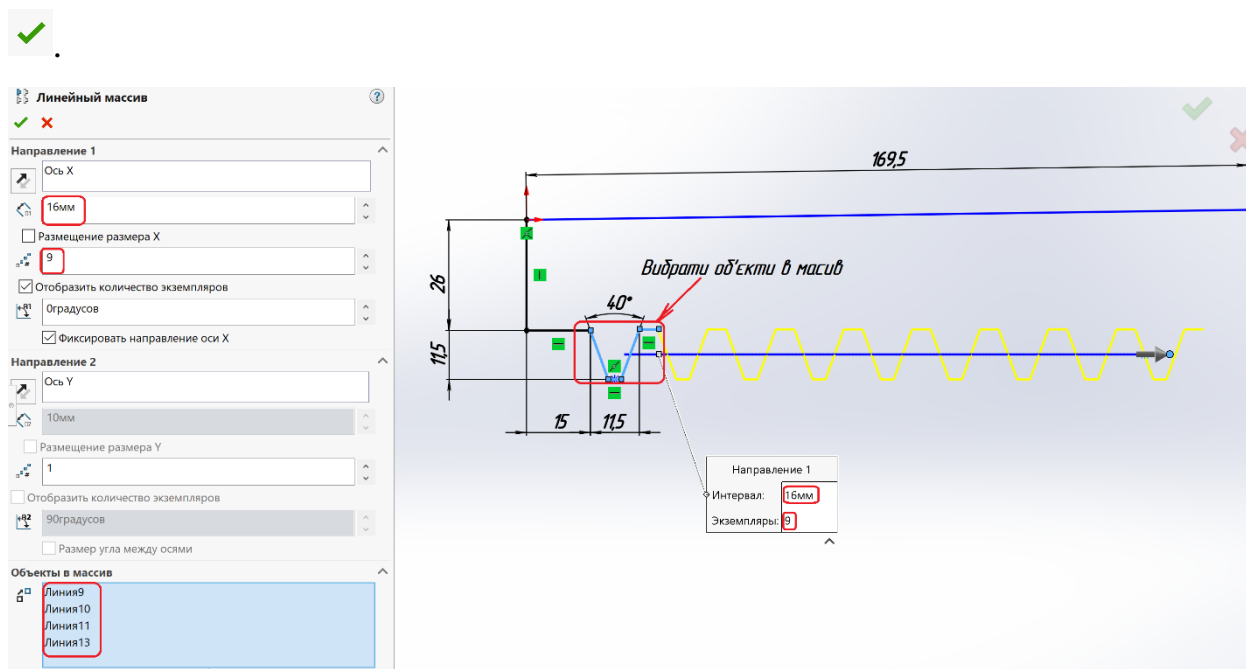 .
Линейный массив
Направление 1
Ось X
16мм
Размещение размера X
9
Отобразить количество экземпляров
0градусов
Фиксировать направление оси X
Направление 2
Ось Y
10мм
Размещение размера Y
1
Отобразить количество экземпляров
90градусов
Размер угла между осями
Объекты в массив
Линия9
Линия10
Линия11
Линия13
169,5
Вибрати об'єкти в масив
26
40°
11,5
15
11,5
Направление 1
Интервал: 16мм
Экземпляры: 9